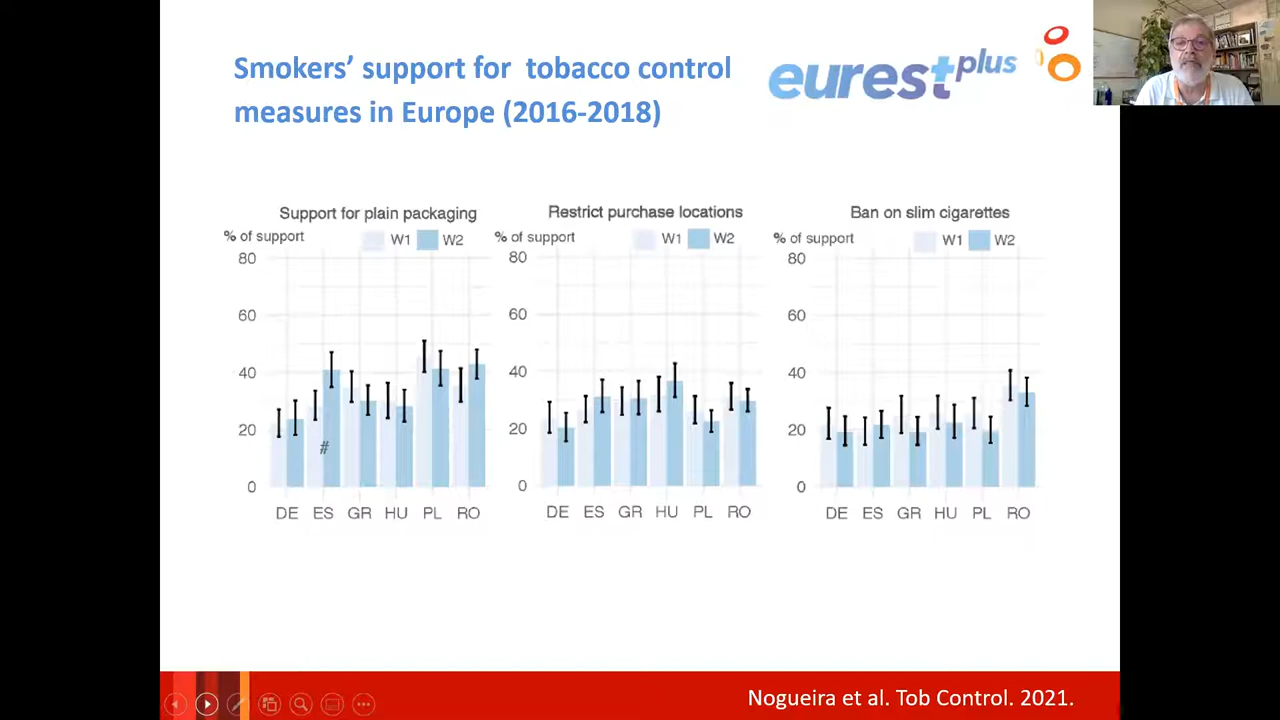 Smokers’ support for tobacco control
measures in Europe (2016-2018)
eurest plus
Support for plain packaging
% of support
W1 W2
80
60
40
20
0
#
DE ES GR HU PL RO
Restrict purchase locations
% of support
W1 W2
80
60
40
20
0
DE ES GR HU PL RO
Ban on slim cigarettes
% of support
W1 W2
80
60
40
20
0
DE ES GR HU PL RO
Nogueira et al. Tob Control. 2021.